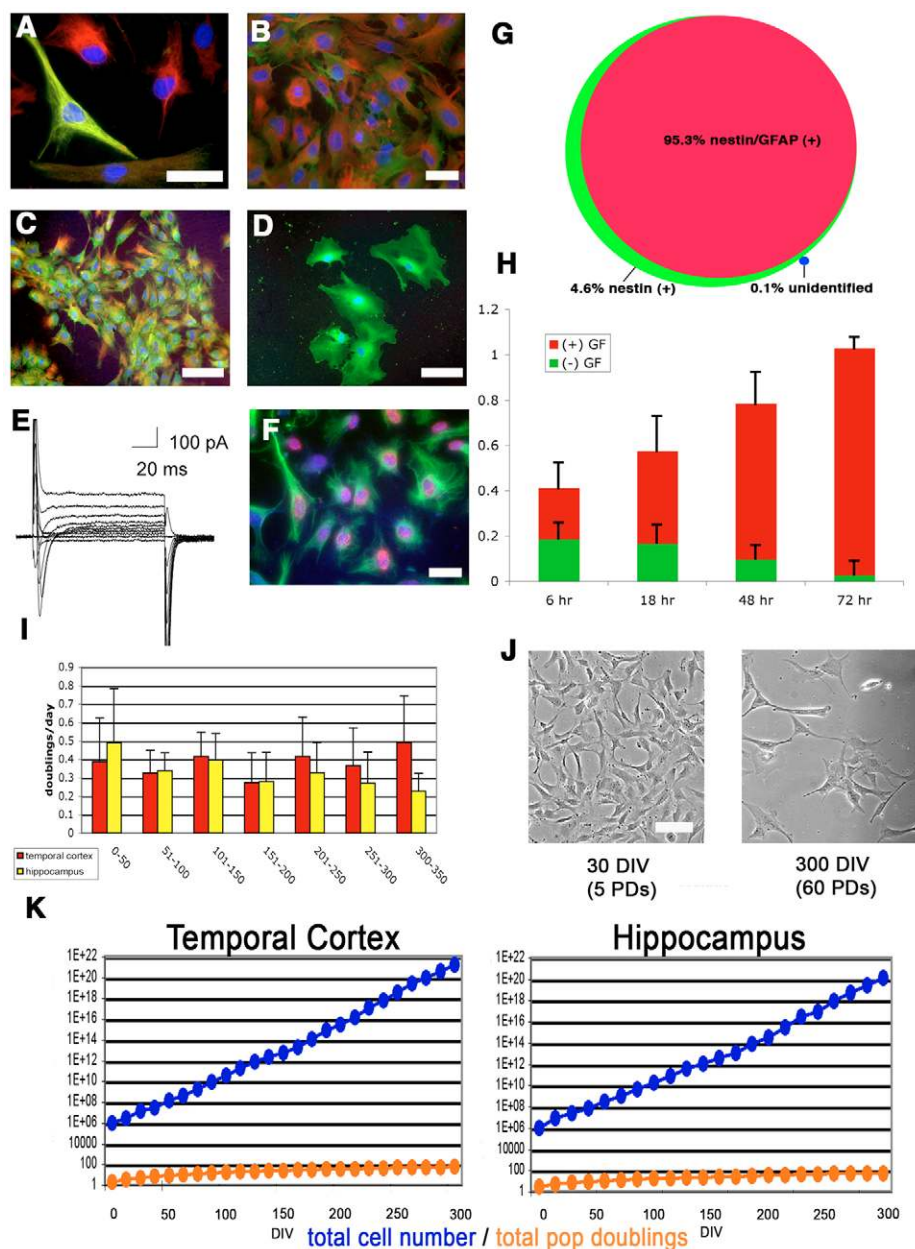 A
B
G
95.3% nestin/GFAP (+)
4.6% nestin (+)
0.1% unidentified
C
D
H
1.2
1
0.8
0.6
0.4
0.2
0
(+) GF
(-) GF
6 hr
18 hr
48 hr
72 hr
E
100 pA
20 ms
F
I
doublings/day
0.9
0.8
0.7
0.6
0.5
0.4
0.3
0.2
0.1
0
0-50
51-100
101-150
151-200
201-250
251-300
300-350
temporal cortex
hippocampus
J
30 DIV
(5 PDs)
300 DIV
(60 PDs)
K
Temporal Cortex
1E+22
1E+20
1E+18
1E+16
1E+14
1E+12
1E+10
1E+08
1E+06
10000
100
1
0 50 100 150 200 250 300
DIV
Hippocampus
1E+22
1E+20
1E+18
1E+16
1E+14
1E+12
1E+10
1E+08
1E+06
10000
100
1
0 50 100 150 200 250 300
DIV
total cell number / total pop doublings